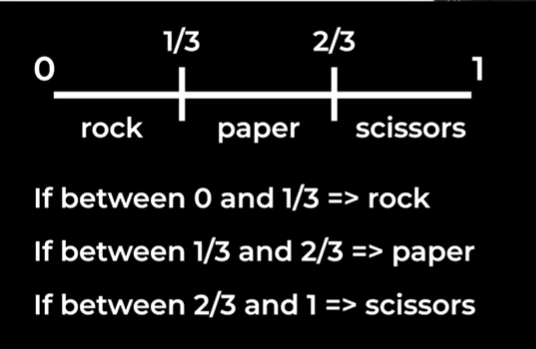 1/3 2/3
0 1
rock paper scissors
If between 0 and 1/3 => rock
If between 1/3 and 2/3 => paper
If between 2/3 and 1 => scissors